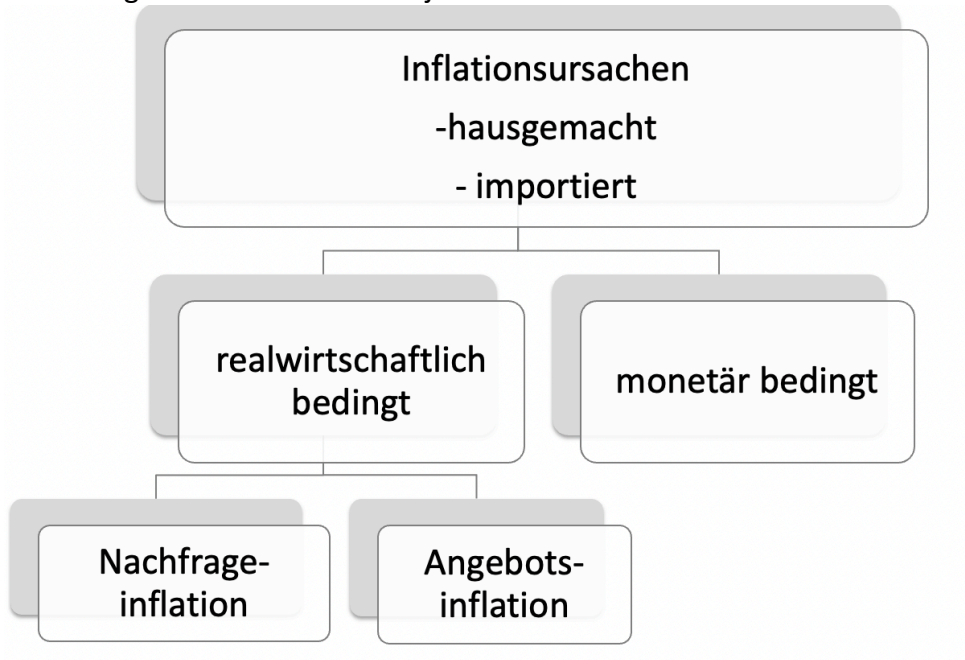 Inflationsursachen
-hausgemacht
- importiert
realwirtschaftlich
bedingt
monetär bedingt
Nachfrage-
inflation
Angebots-
inflation